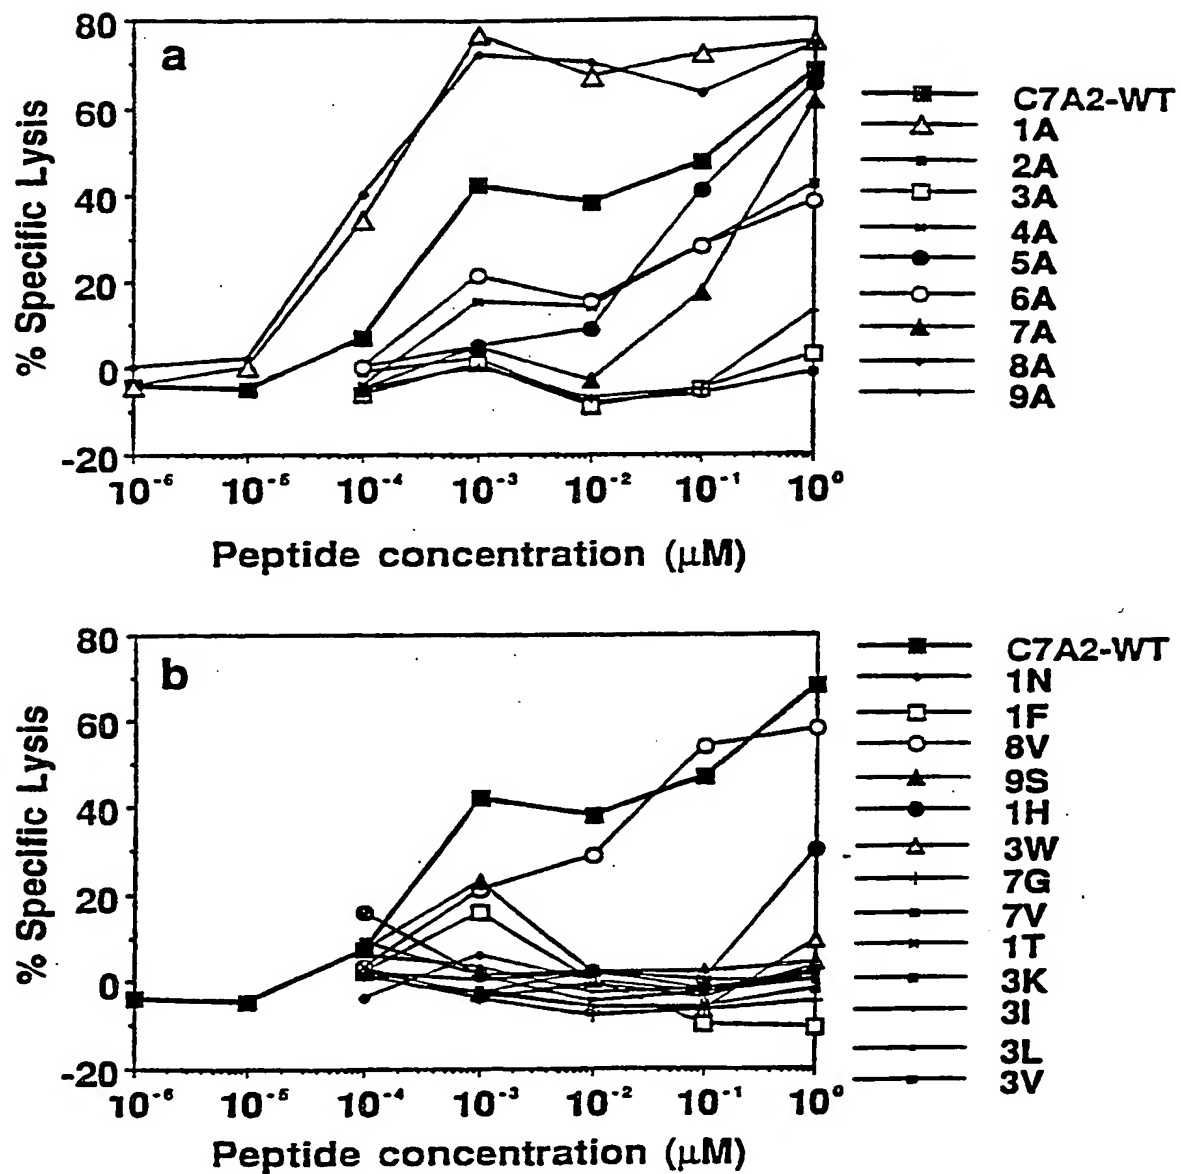 a
80
60
40
20
0
-20
% Specific Lysis
10⁻⁶ 10⁻⁵ 10⁻⁴ 10⁻³ 10⁻² 10⁻¹ 10⁰
Peptide concentration (μM)
C7A2-WT
1A
2A
3A
4A
5A
6A
7A
8A
9A
b
80
60
40
20
0
-20
% Specific Lysis
10⁻⁶ 10⁻⁵ 10⁻⁴ 10⁻³ 10⁻² 10⁻¹ 10⁰
Peptide concentration (μM)
C7A2-WT
1N
1F
8V
9S
1H
3W
7G
7V
1T
3K
3I
3L
3V